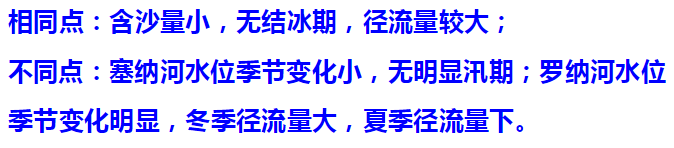 相同点：含沙量小，无结冰期，径流量较大；
不同点：塞纳河水位季节变化小，无明显汛期；罗纳河水位
季节变化明显，冬季径流量大，夏季径流量下。